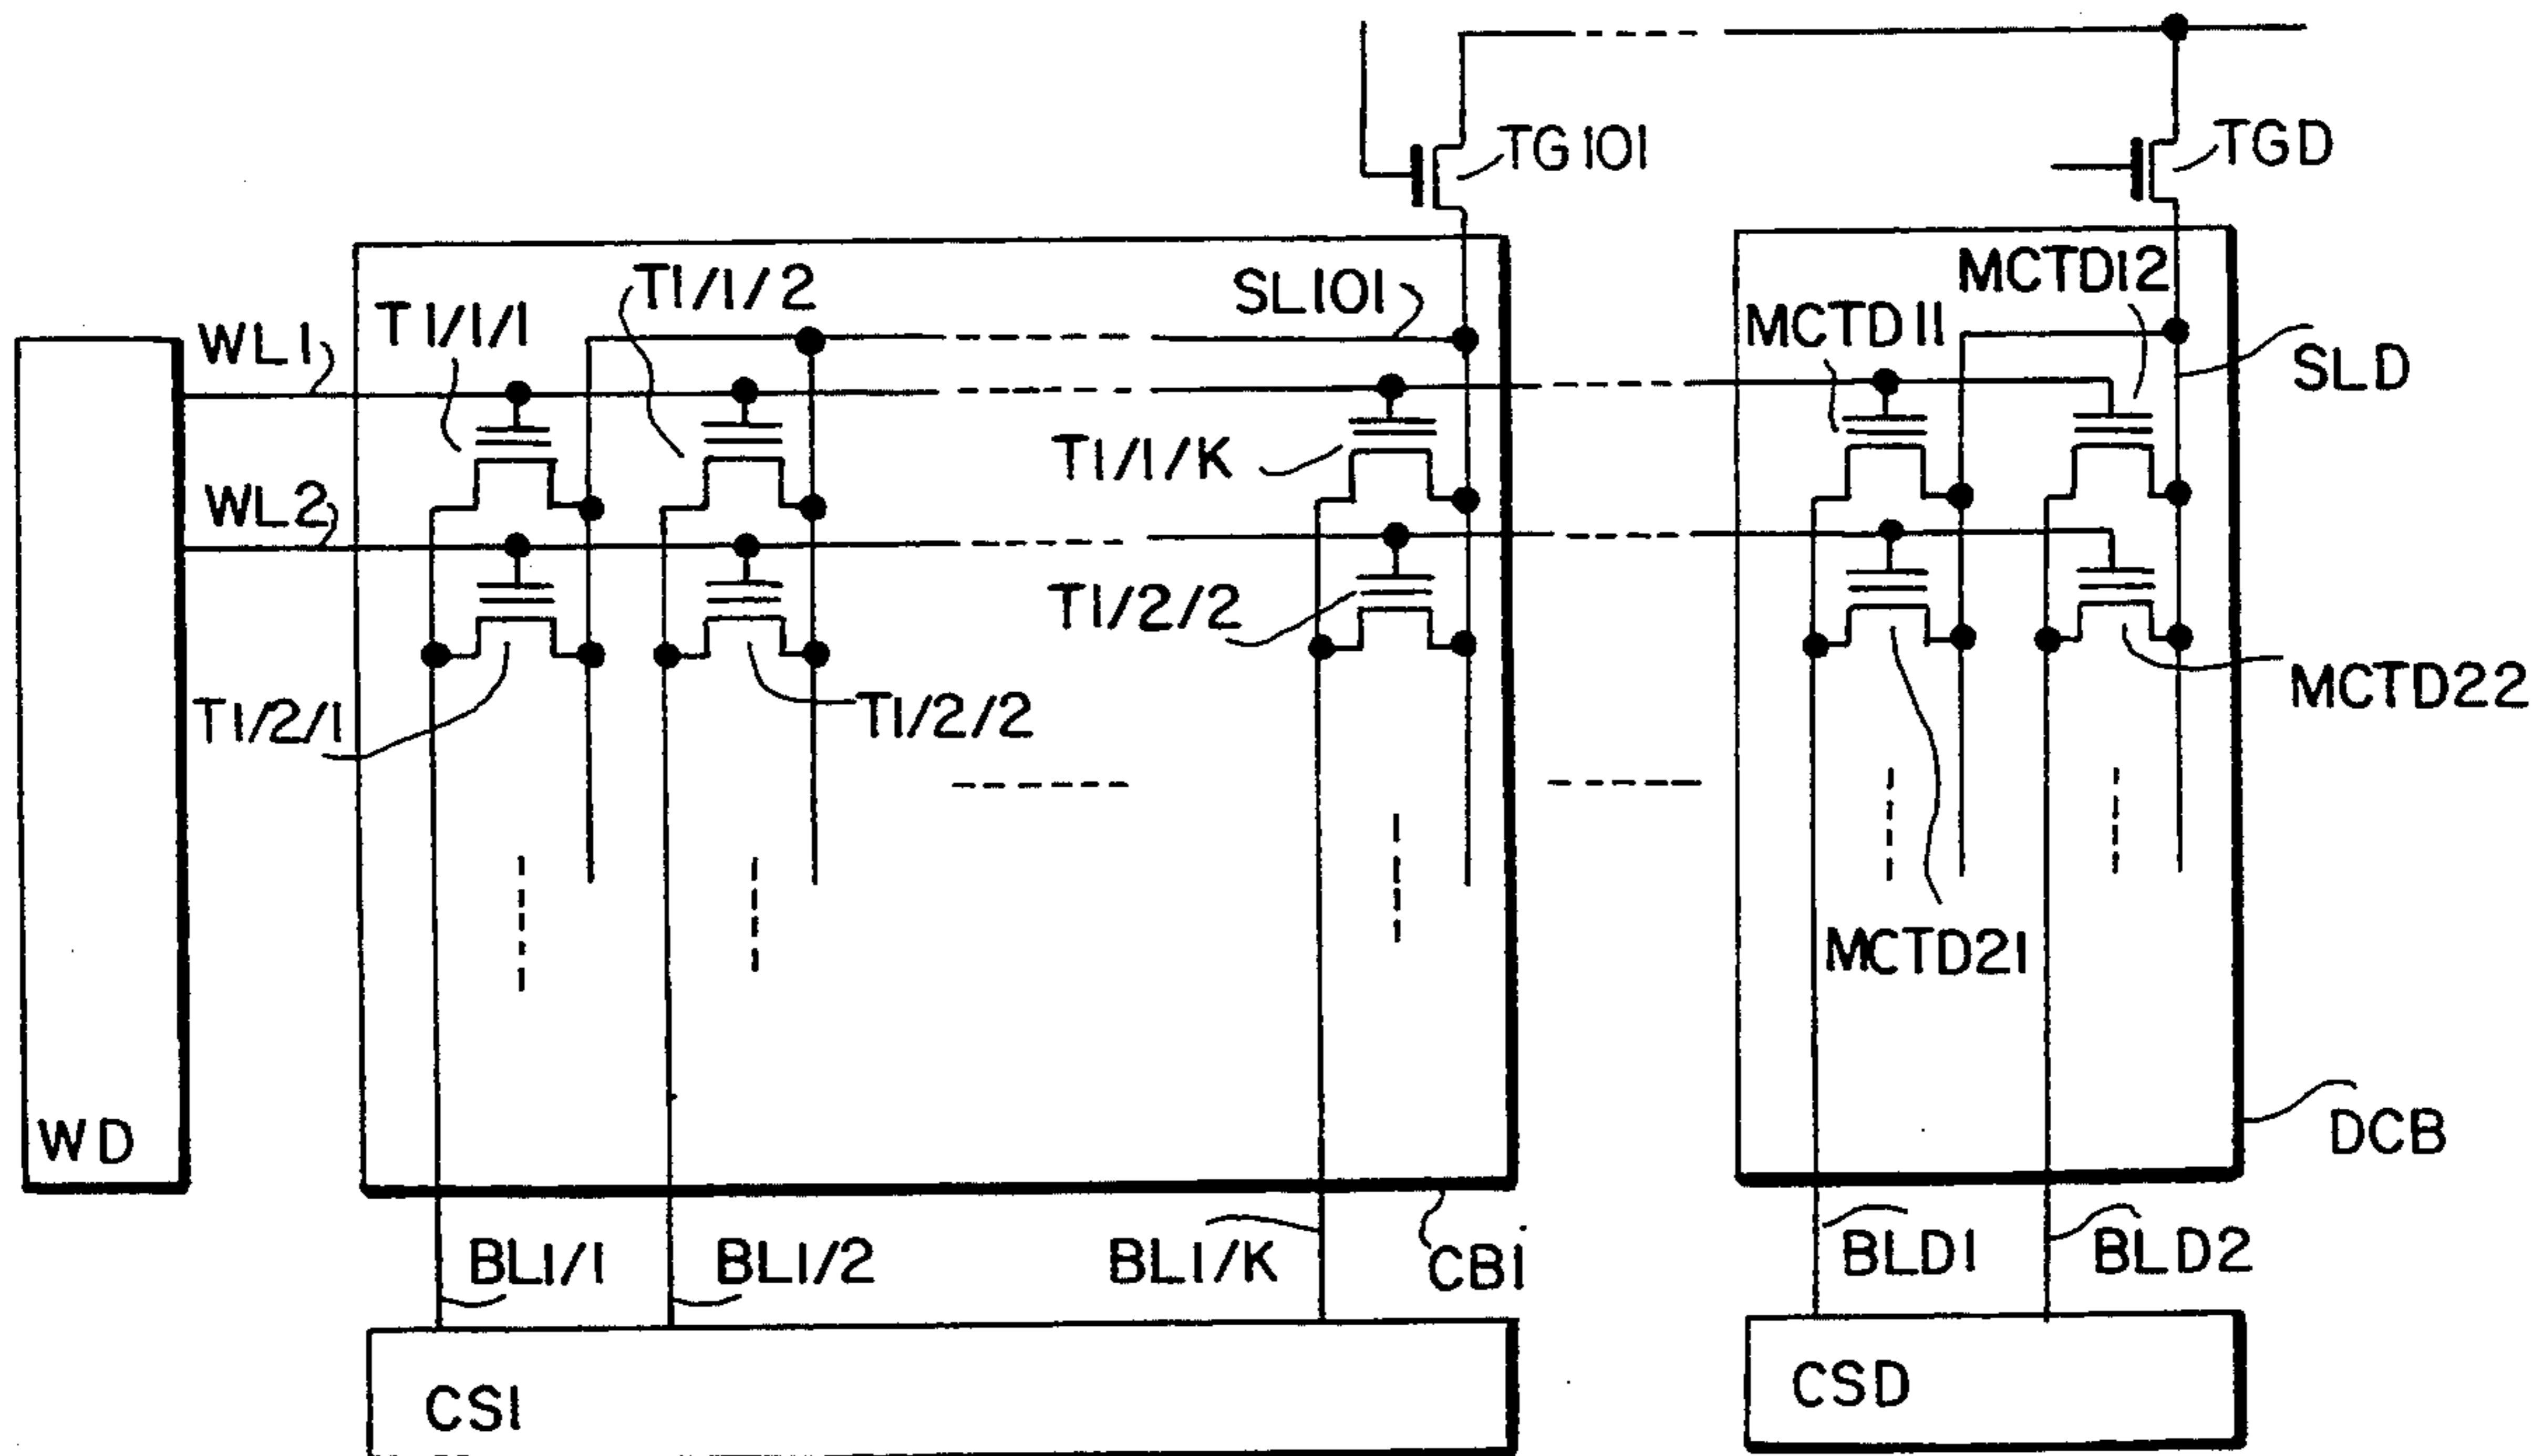 TG101
TGD
T1/1/2
SL101
MCTD12
T1/1/1
MCTD11
WL1
SLD
T1/1/K
WL2
T1/2/2
MCTD22
T1/2/1
T1/2/2
MCTD21
WD
DCB
BL1/1
BL1/2
BL1/K
CB1
BLD1
BLD2
CS1
CSD